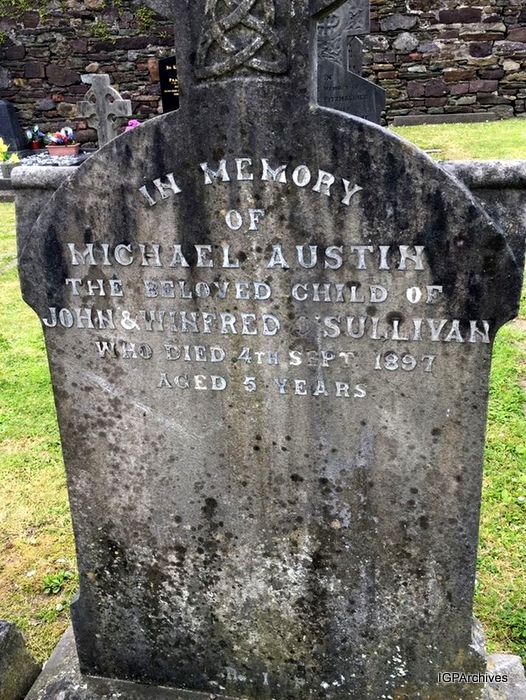 IN MEMORY
OF
MICHAEL AUSTIN
THE BELOVED CHILD OF
JOHN & WINFRED O'SULLIVAN
WHO DIED 4TH SEPT 1897
AGED 5 YEARS
IGPArchives